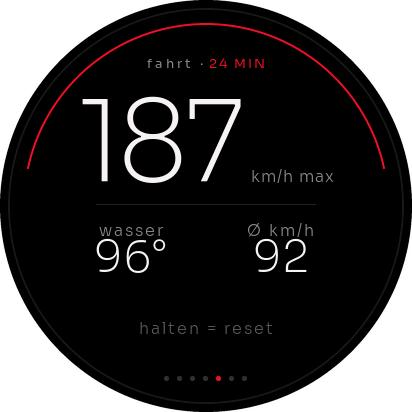 fahrt · 24 MIN
187 km/h max
wasser Ø km/h
96° 92
halten = reset